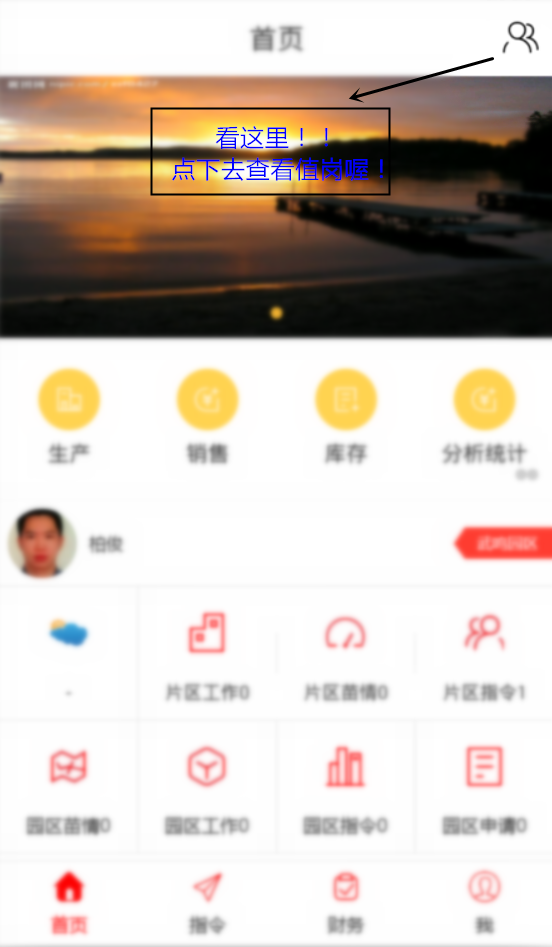 首页
看这里！！
点下去查看值岗喔！
生产
销售
库存
分析统计
柏俊
-
片区工作0
片区苗情0
片区指令1
园区苗情0
园区工作0
园区指令0
园区申请0
首页
指令
财务
我